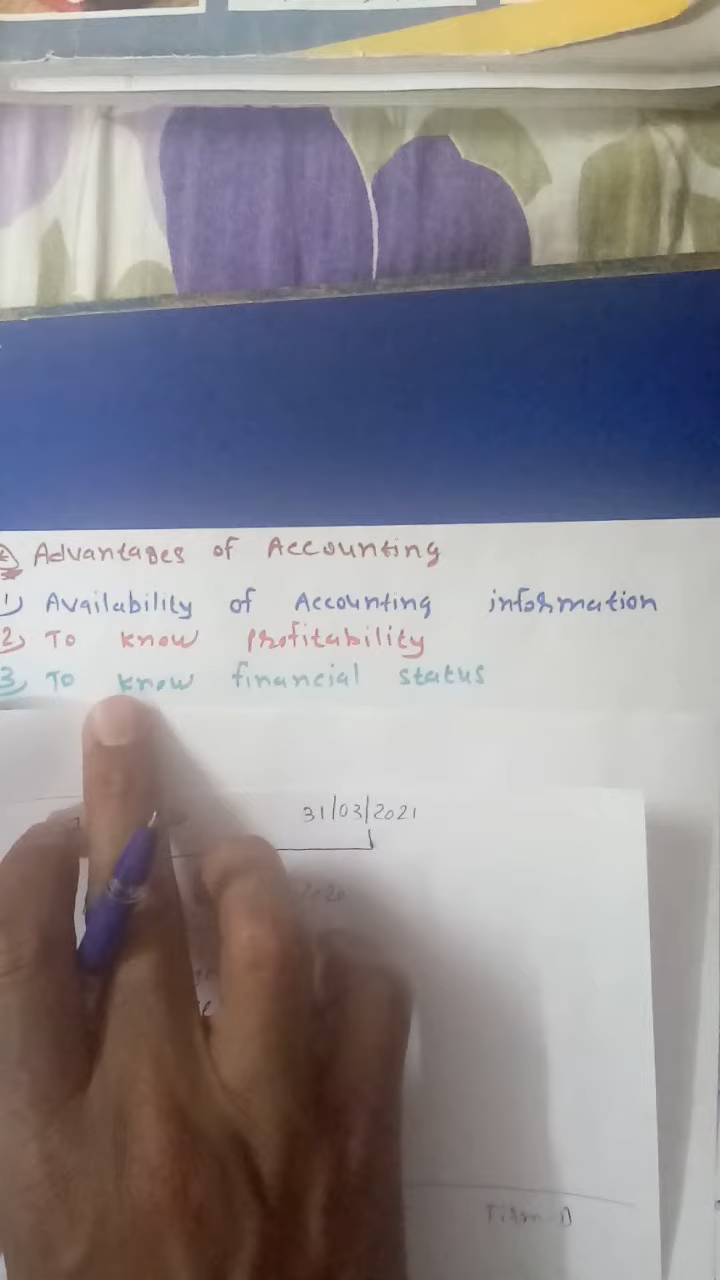 Advantages of Accounting
1) Availability of Accounting information
2) To know profitability
3) To know financial status
31/03/2021
2020